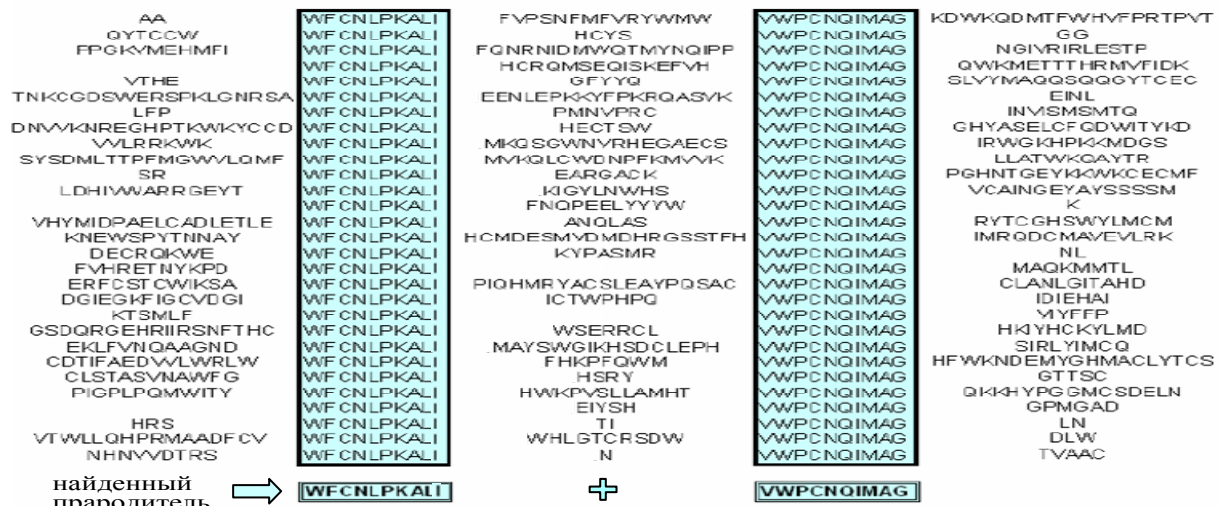 AA WFCNLPKALI FVPSNFMFVRYWMW VWPCNQIMAG KDWKQDMTFWHVFPRTPVT
QYTCCW WFCNLPKALI HCYS VWPCNQIMAG GG
FPGKVMEHMFI WFCNLPKALI FQNRNIDMWQTMYNQIPP VWPCNQIMAG NGIVRIRLESTP
WFCNLPKALI HCRQMSEQISKEFVH VWPCNQIMAG QWKMETTTHRMVFIDK
VTHE WFCNLPKALI GFYYQ VWPCNQIMAG SLVYMAQQSQQGYTCEC
TNKCGDSWERSPKLGNRSA WFCNLPKALI EENLEPKKYFPKRQASVK VWPCNQIMAG EINL
LFP WFCNLPKALI PMNVPRC VWPCNQIMAG INVMSMSMTQ
DNVVKNREGHPTKWKYCCD WFCNLPKALI HECTSW VWPCNQIMAG GHYASELCFQDWITYKD
VVLRRKWK WFCNLPKALI MKQSGWNVRHEGAECS VWPCNQIMAG IRWGKHPKKMDGS
SYSDMLTTPFMGWVLQMF WFCNLPKALI MVKQLCWDNPFKMVVK VWPCNQIMAG LLATWKQAYTR
SR WFCNLPKALI EARGACK VWPCNQIMAG PGHNTGEYKKWKCECMF
LDHIWWARRGEYT WFCNLPKALI KIGYLNWHS VWPCNQIMAG VCAINGEYAYSSSSM
WFCNLPKALI FNQPEELYYYW VWPCNQIMAG K
VHYMIDPAELCADLETLE WFCNLPKALI ANQLAS VWPCNQIMAG RYTCGHSWYLMCM
KNEWSPYTNNAY WFCNLPKALI HCMDESMVDMDHRGSSTFH VWPCNQIMAG IMRQDCMAVEVLRK
DECRQKWE WFCNLPKALI KYPASMR VWPCNQIMAG NL
FVHRETNYKPD WFCNLPKALI VWPCNQIMAG MAQKMMTL
ERFCSTCWIKSA WFCNLPKALI PIQHMRYACSLEAYPQSAC VWPCNQIMAG CLANLGITAHD
DGIEGKFIGCVDGI WFCNLPKALI ICTWPHPQ VWPCNQIMAG IDIEHAI
KTSMLF WFCNLPKALI VWPCNQIMAG VIYFFP
GSDQRGEHRIIRSNFTHC WFCNLPKALI WSERRCL VWPCNQIMAG HKIYHCKYLMD
EKLFVNQAAGND WFCNLPKALI MAYSWGIKHSDCLEPH VWPCNQIMAG SIRLYIMCQ
CDTIFAEDVVLWRLW WFCNLPKALI FHKPFQWM VWPCNQIMAG HFWKNDEMYGHMACLYTCS
CLSTASVNAWFG WFCNLPKALI HSRY VWPCNQIMAG GTTSC
PIGPLPQMWITY WFCNLPKALI HWKPVSLLAMHT VWPCNQIMAG QKKHYPGGMCSDELN
WFCNLPKALI EIYSH VWPCNQIMAG GPMGAD
HRS WFCNLPKALI TI VWPCNQIMAG LN
VTWLLQHPRMAADFCV WFCNLPKALI WHLGTCRSDW VWPCNQIMAG DLW
NHNVVDTRS WFCNLPKALI N VWPCNQIMAG TVAAC
найденный
прародитель WFCNLPKALI + VWPCNQIMAG